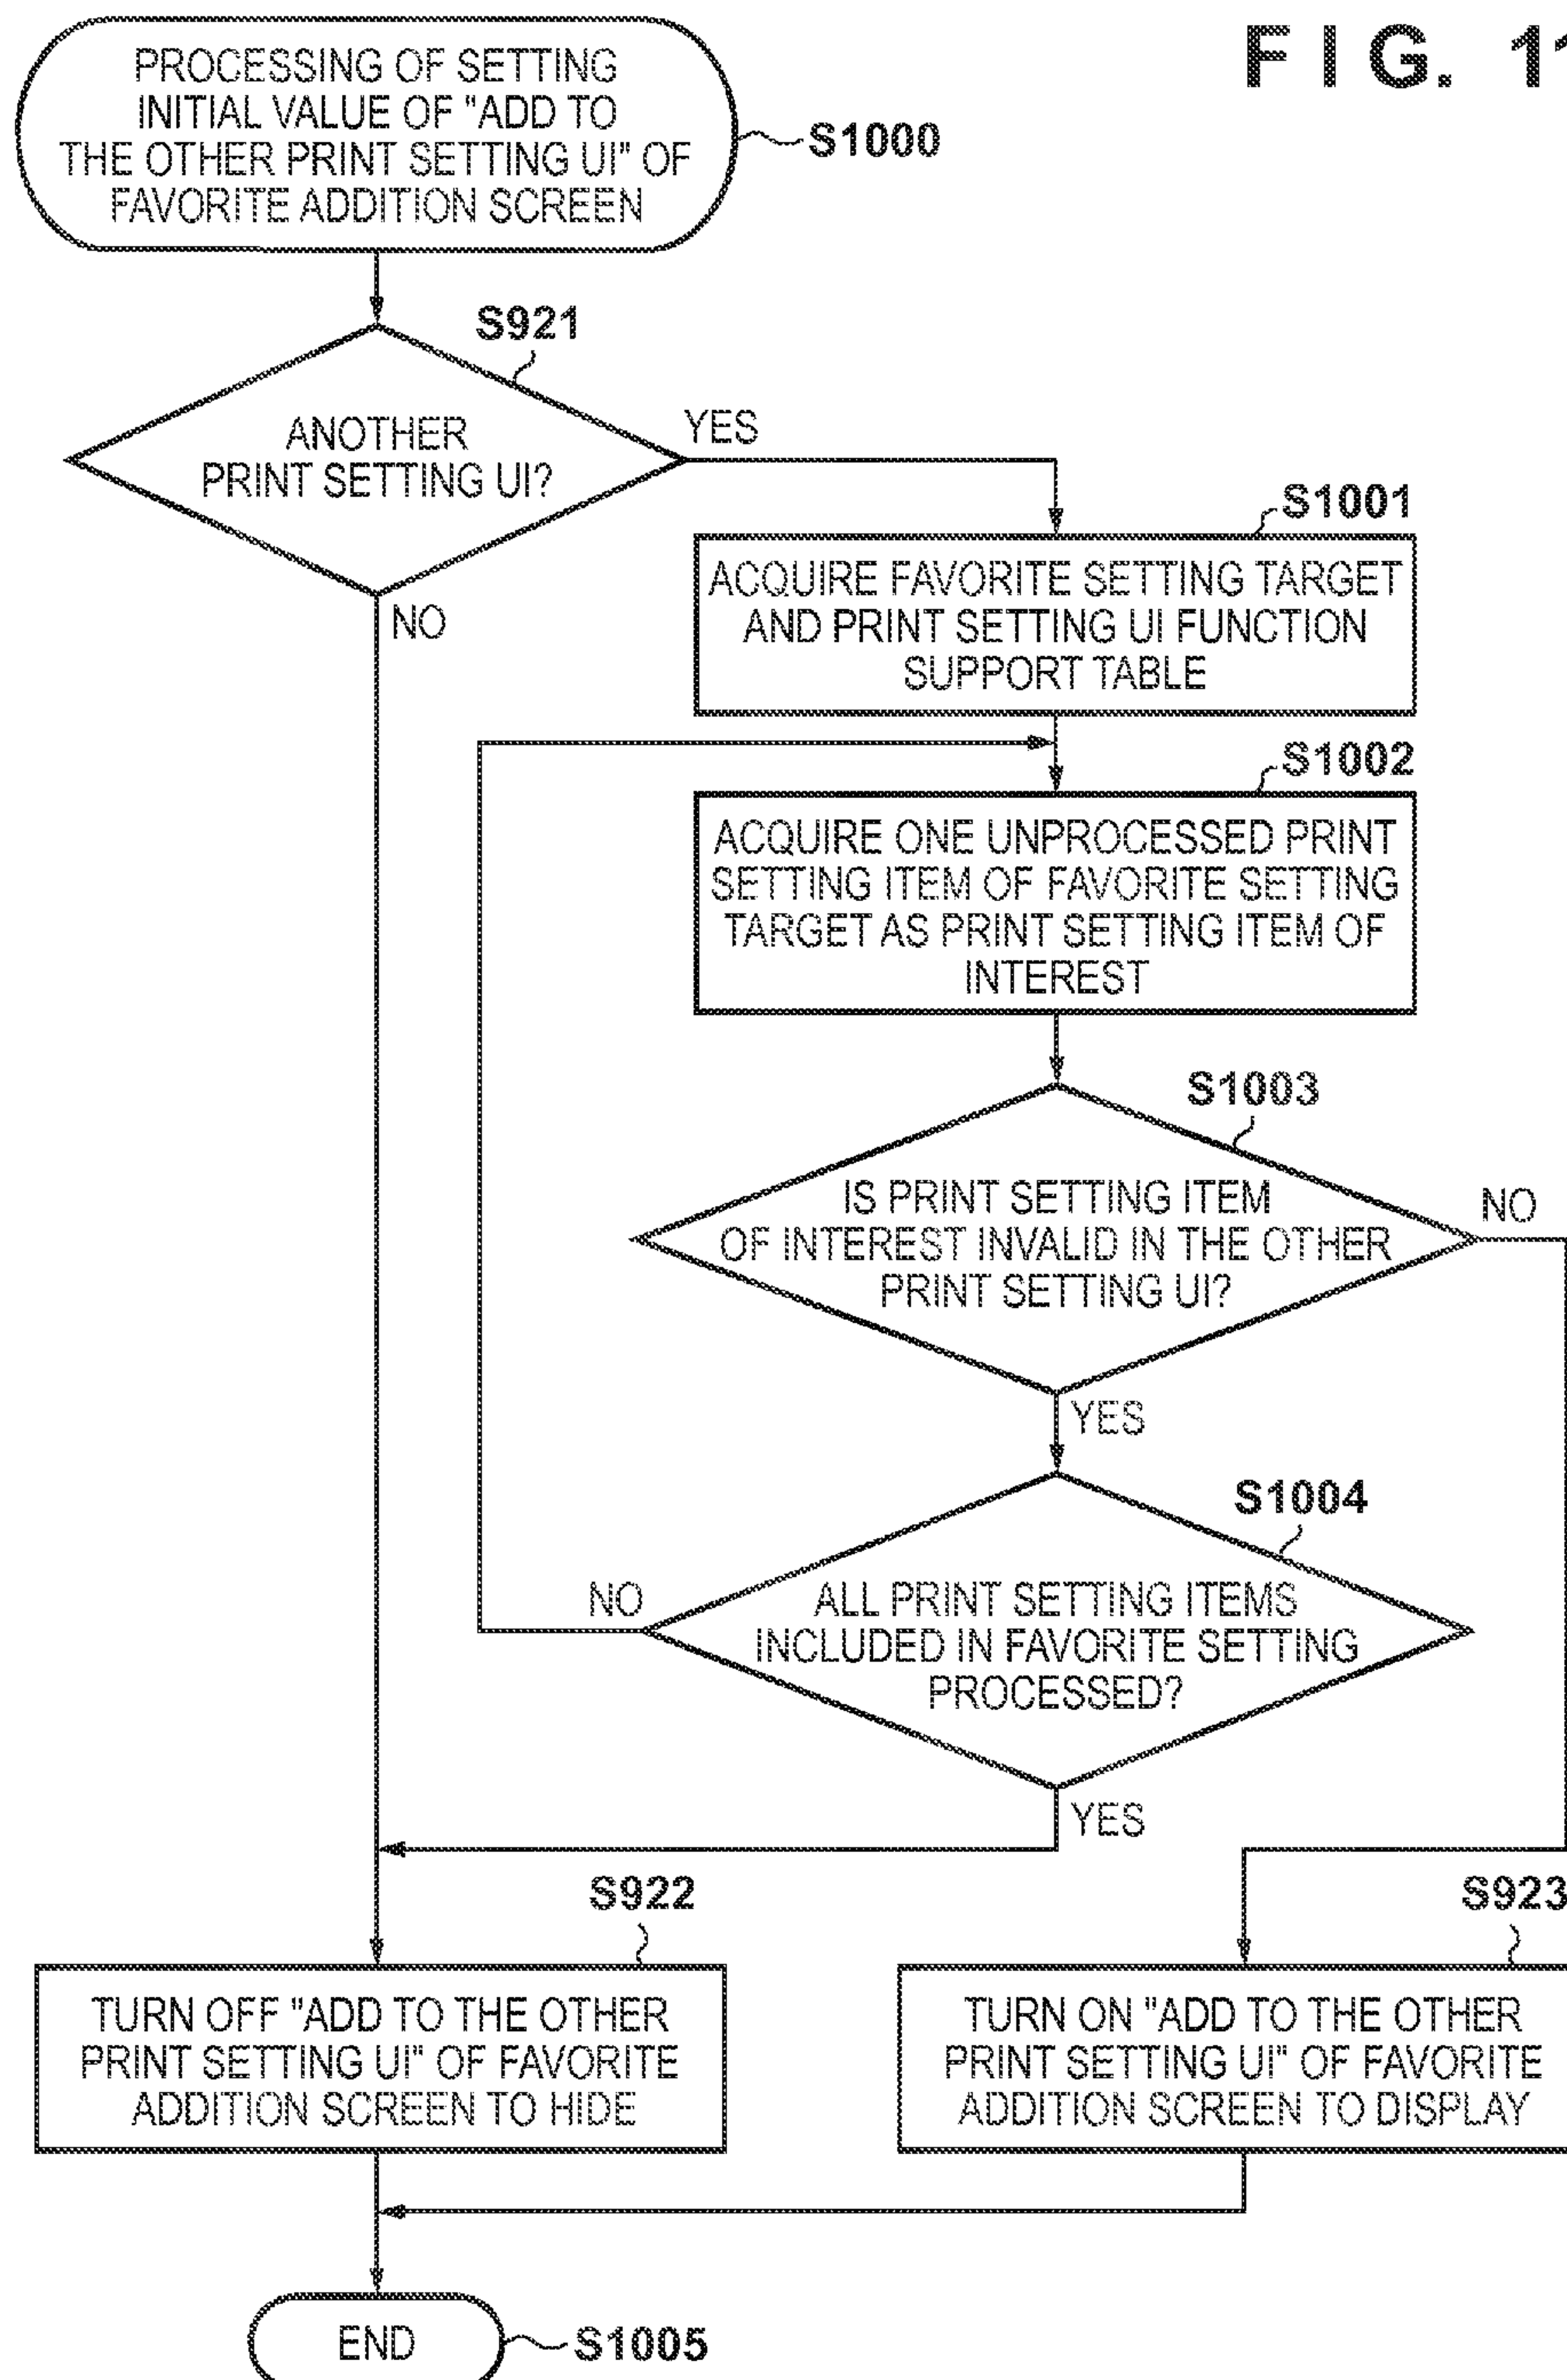 FIG. 11
PROCESSING OF SETTING
INITIAL VALUE OF "ADD TO
THE OTHER PRINT SETTING UI" OF
FAVORITE ADDITION SCREEN
S1000
S921
ANOTHER
PRINT SETTING UI?
YES
NO
S1001
ACQUIRE FAVORITE SETTING TARGET
AND PRINT SETTING UI FUNCTION
SUPPORT TABLE
S1002
ACQUIRE ONE UNPROCESSED PRINT
SETTING ITEM OF FAVORITE SETTING
TARGET AS PRINT SETTING ITEM OF
INTEREST
S1003
IS PRINT SETTING ITEM
OF INTEREST INVALID IN THE OTHER
PRINT SETTING UI?
NO
YES
S1004
NO
ALL PRINT SETTING ITEMS
INCLUDED IN FAVORITE SETTING
PROCESSED?
YES
S922
S923
TURN OFF "ADD TO THE OTHER
PRINT SETTING UI" OF FAVORITE
ADDITION SCREEN TO HIDE
TURN ON "ADD TO THE OTHER
PRINT SETTING UI" OF FAVORITE
ADDITION SCREEN TO DISPLAY
END
S1005